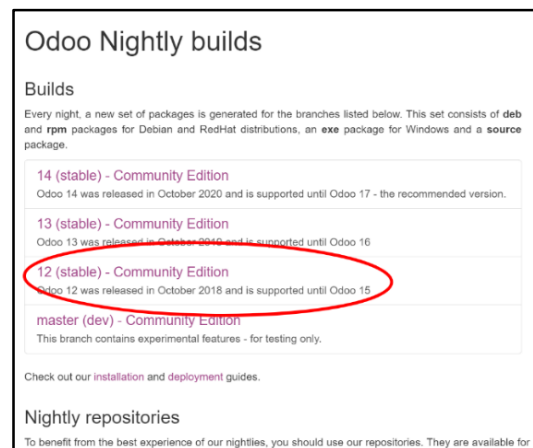 Odoo Nightly builds
Builds
Every night, a new set of packages is generated for the branches listed below. This set consists of deb
and rpm packages for Debian and RedHat distributions, an exe package for Windows and a source
package.
14 (stable) - Community Edition
Odoo 14 was released in October 2020 and is supported until Odoo 17 - the recommended version.
13 (stable) - Community Edition
Odoo 13 was released in October 2019 and is supported until Odoo 16
12 (stable) - Community Edition
Odoo 12 was released in October 2018 and is supported until Odoo 15
master (dev) - Community Edition
This branch contains experimental features - for testing only.
Check out our installation and deployment guides.
Nightly repositories
To benefit from the best experience of our nightlies, you should use our repositories. They are available for